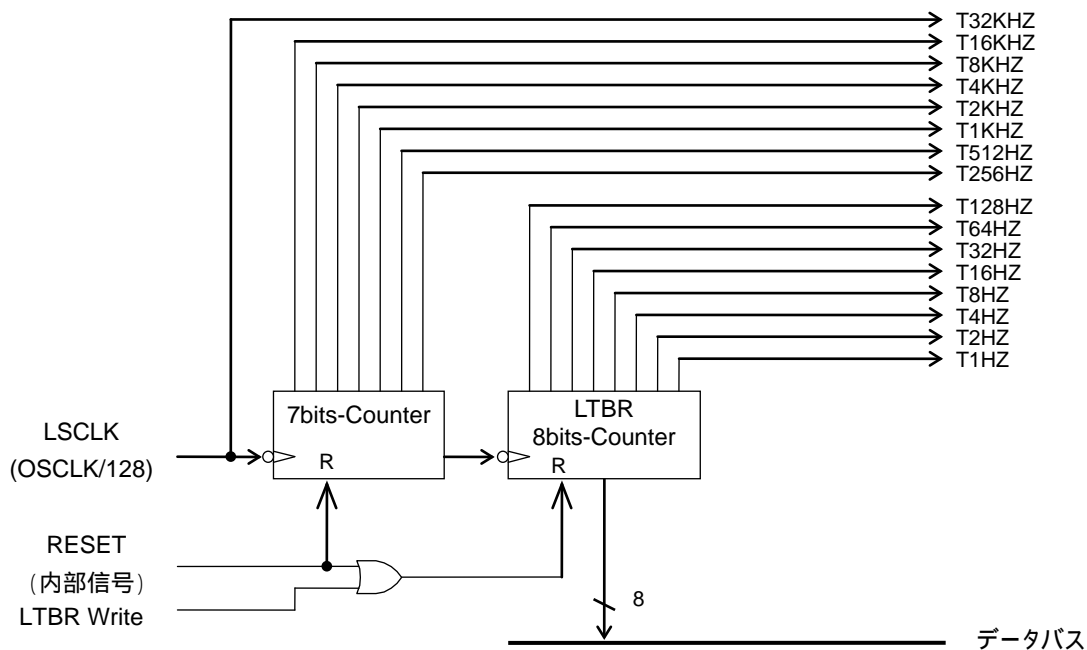 T32KHZ
T16KHZ
T8KHZ
T4KHZ
T2KHZ
T1KHZ
T512HZ
T256HZ
T128HZ
T64HZ
T32HZ
T16HZ
T8HZ
T4HZ
T2HZ
T1HZ
7bits-Counter
R
LTBR
8bits-Counter
R
LSCLK
(OSCLK/128)
RESET
(内部信号)
LTBR Write
8
データバス